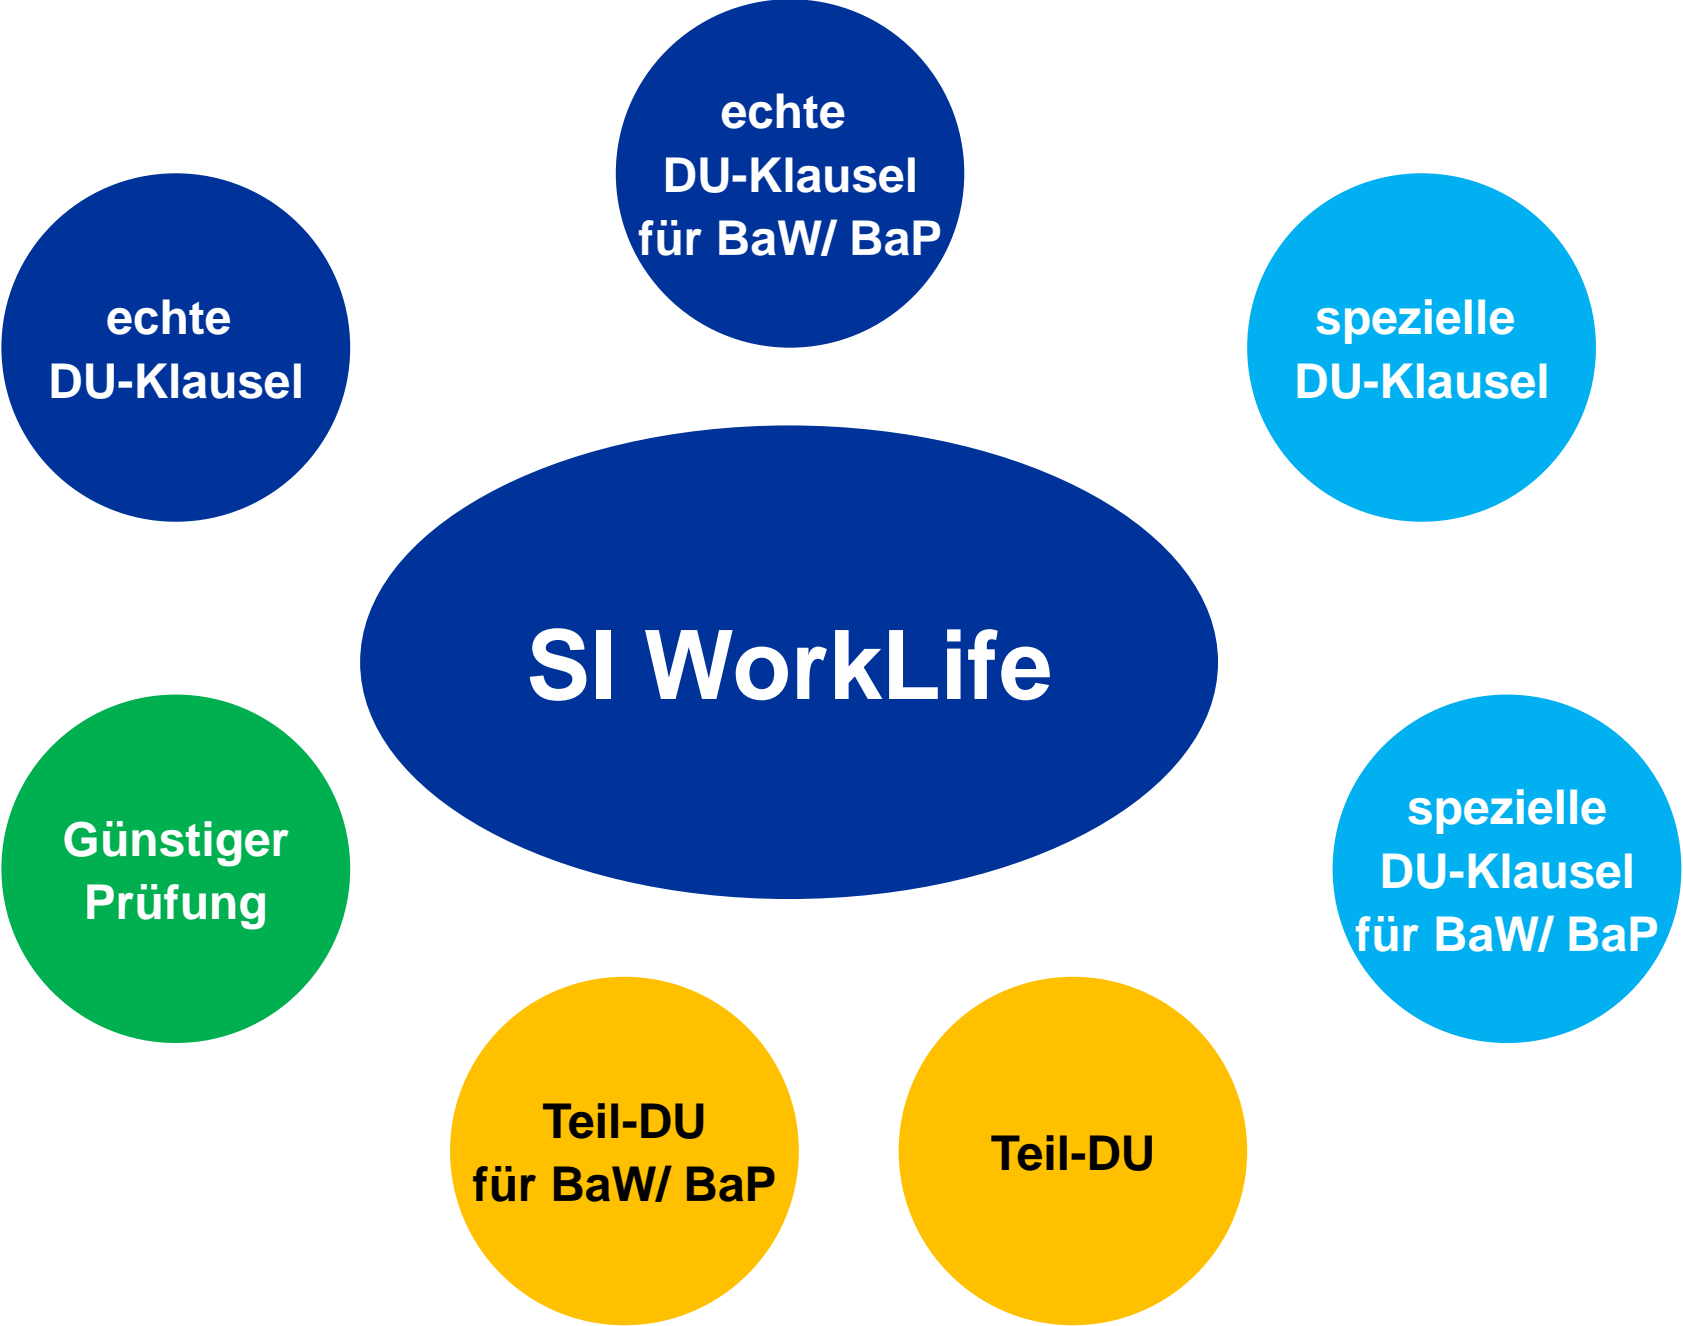 echte
DU-Klausel
für BaW/ BaP
echte
DU-Klausel
spezielle
DU-Klausel
SI WorkLife
Günstiger
Prüfung
spezielle
DU-Klausel
für BaW/ BaP
Teil-DU
für BaW/ BaP
Teil-DU